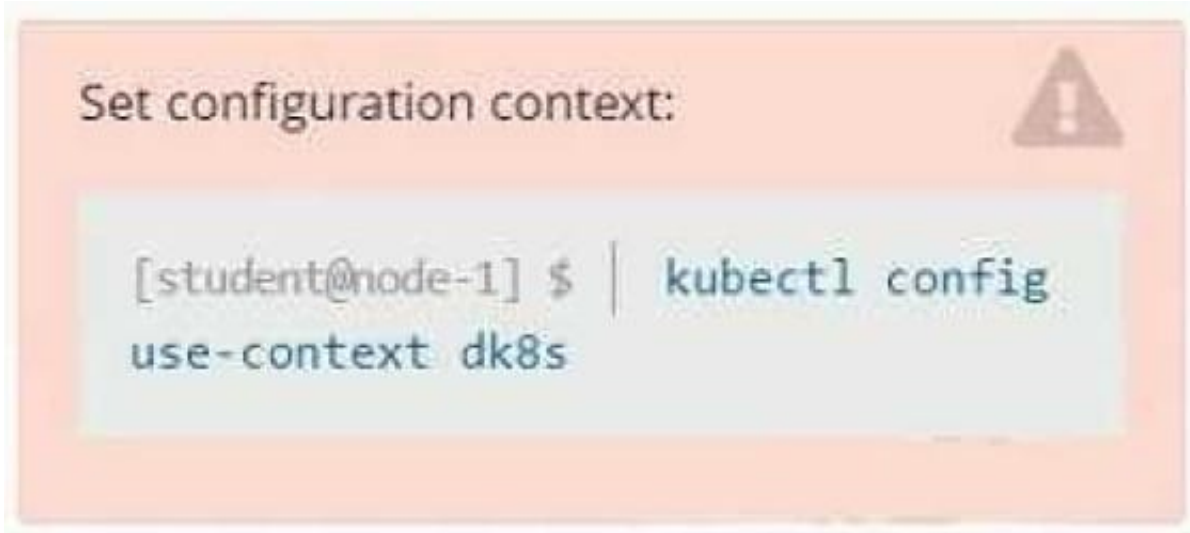 Set configuration context:
[student@node-1] $ | kubectl config
use-context dk8s